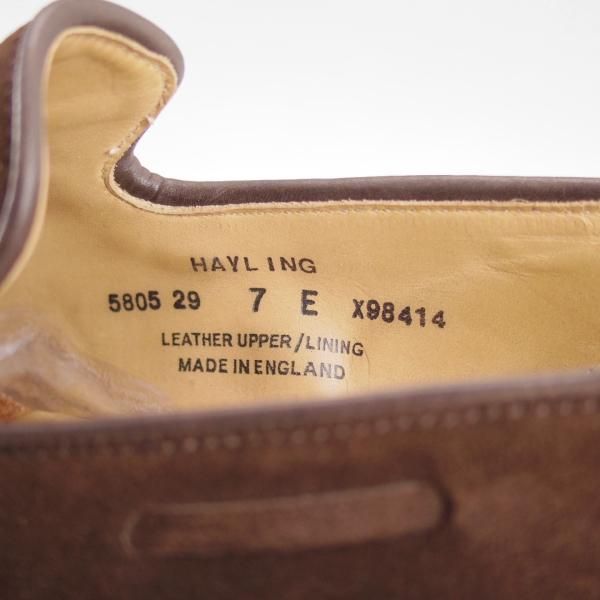 HAYLING
5805 29 7 E X98414
LEATHER UPPER/LINING
MADE IN ENGLAND